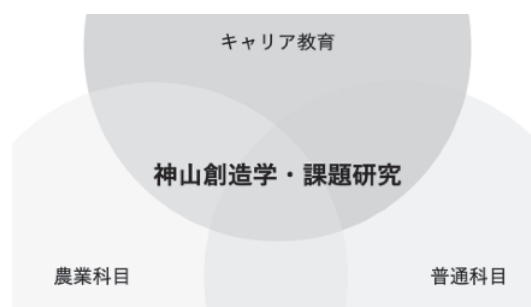 キャリア教育
神山創造学・課題研究
農業科目
普通科目